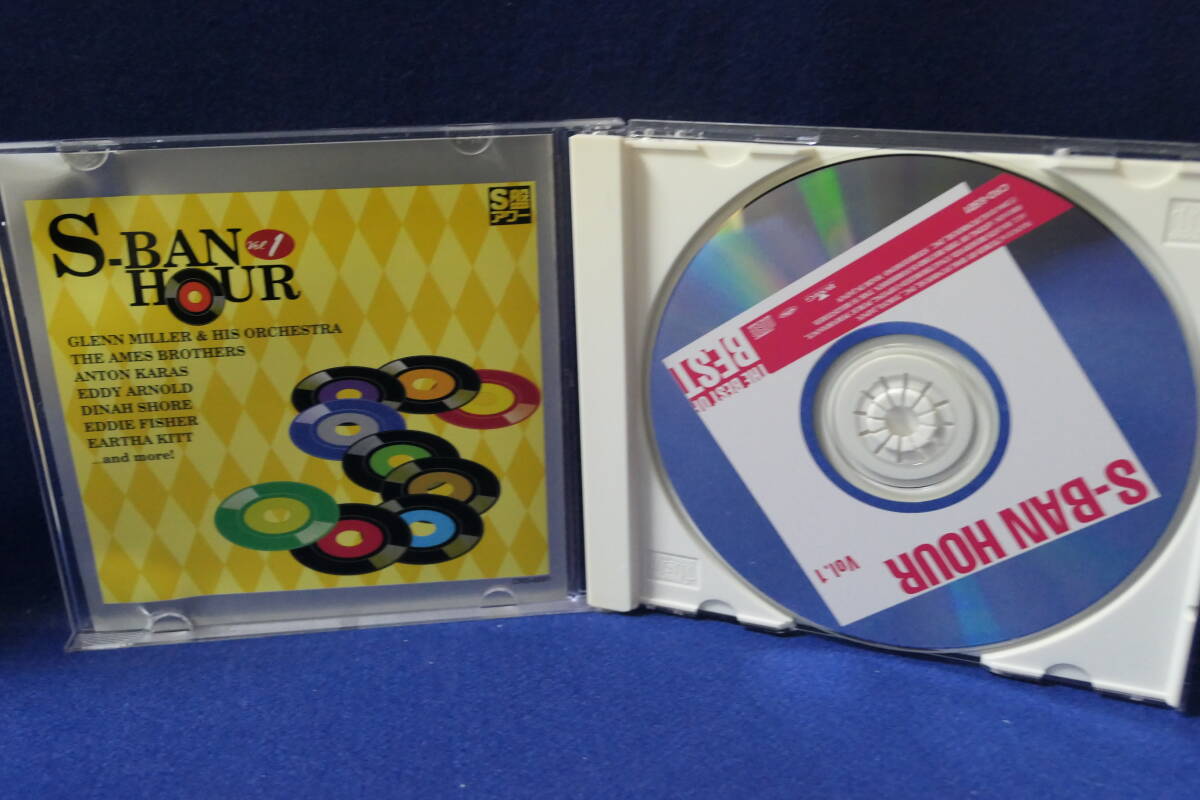 S-BAN
HOUR
Vol 1
S盤
アワー
GLENN MILLER & HIS ORCHESTRA
THE AMES BROTHERS
ANTON KARAS
EDDY ARNOLD
DINAH SHORE
EDDIE FISHER
EARTHA KITT
...and more!
S-BAN HOUR
Vol.1
THE BEST OF
BEST